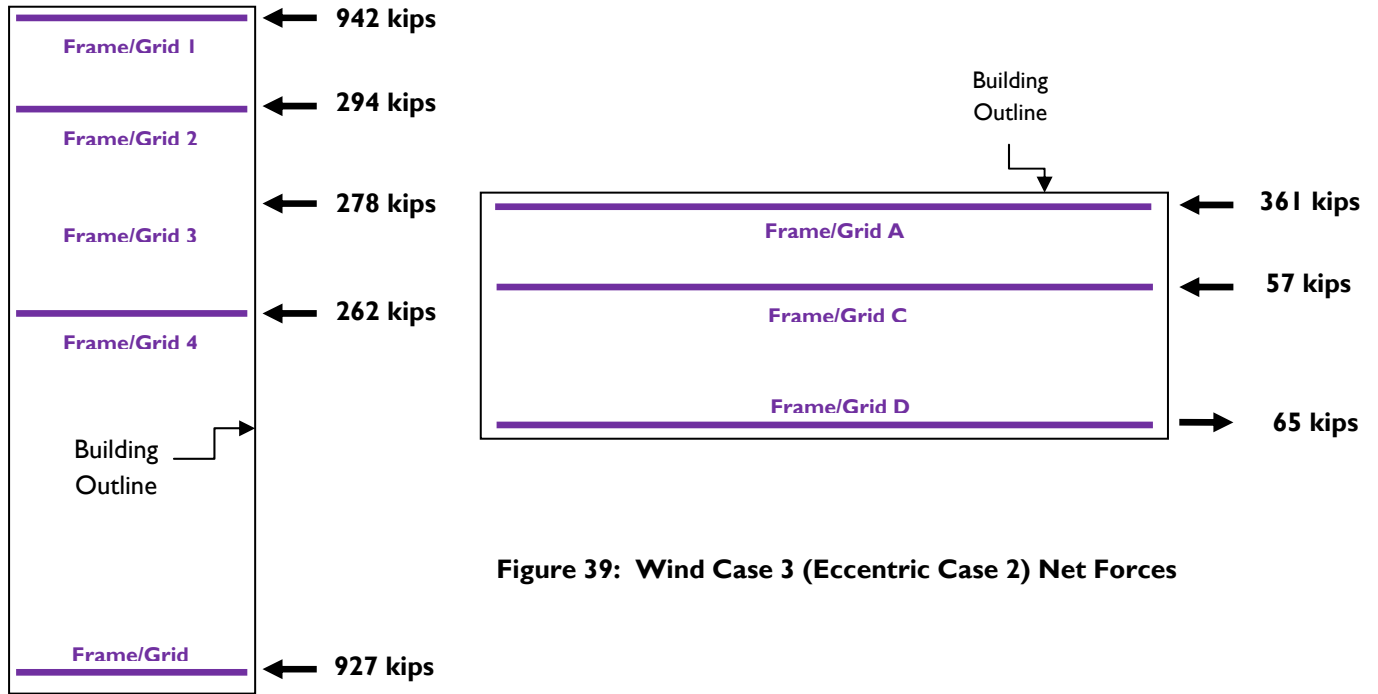 942 kips
Frame/Grid 1
294 kips
Frame/Grid 2
278 kips
Frame/Grid 3
262 kips
Frame/Grid 4
Building
Outline
Frame/Grid
927 kips
Building
Outline
361 kips
Frame/Grid A
57 kips
Frame/Grid C
Frame/Grid D
65 kips
Figure 39: Wind Case 3 (Eccentric Case 2) Net Forces